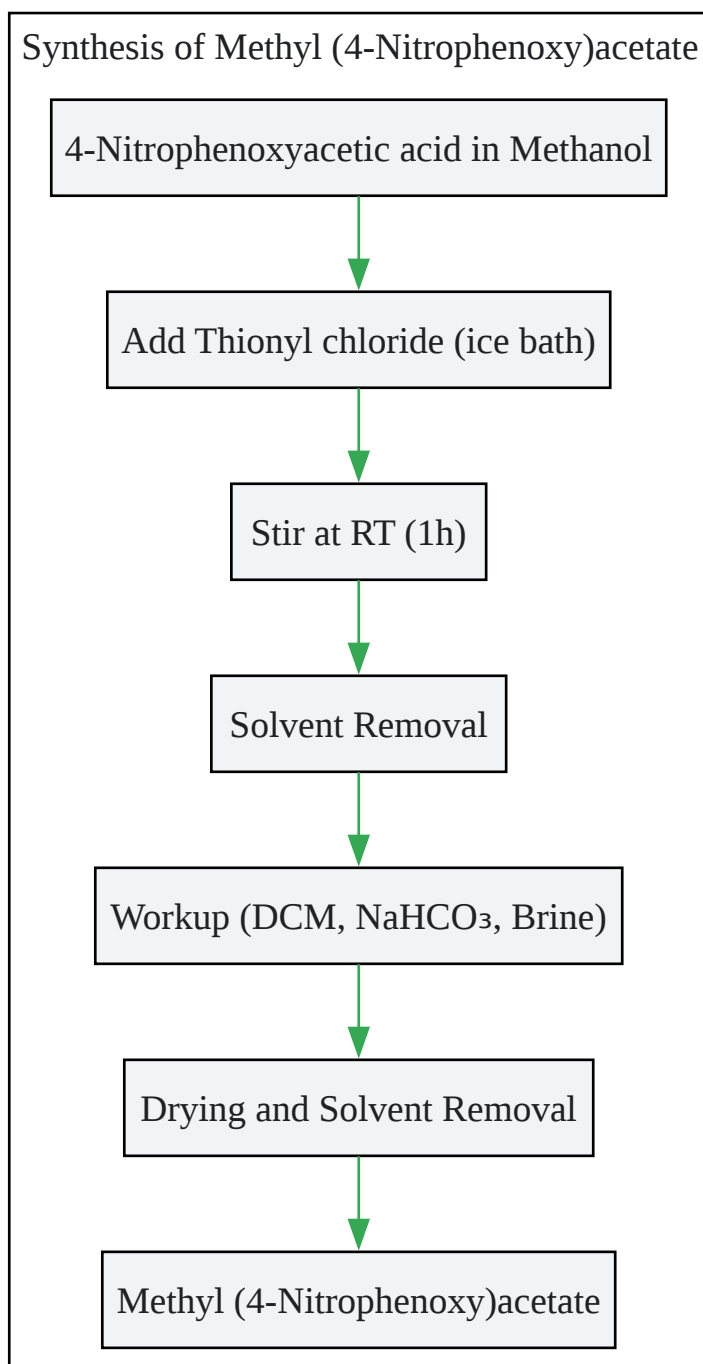 Synthesis of Methyl (4-Nitrophenoxy)acetate
4-Nitrophenoxyacetic acid in Methanol
Add Thionyl chloride (ice bath)
Stir at RT (1h)
Solvent Removal
Workup (DCM, NaHCO₃, Brine)
Drying and Solvent Removal
Methyl (4-Nitrophenoxy)acetate